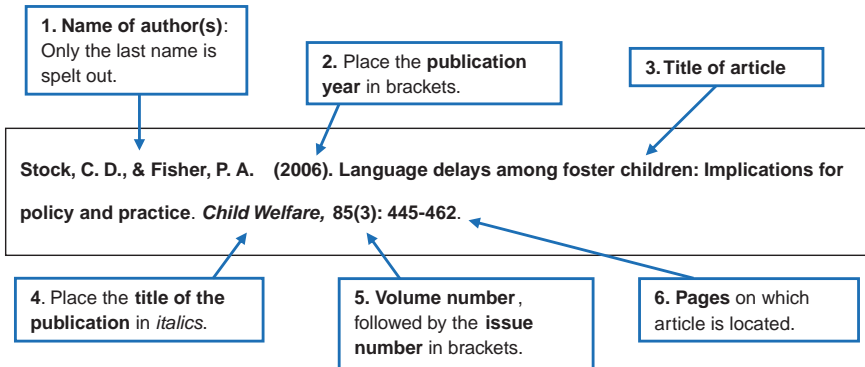 1. Name of author(s):
Only the last name is
spelt out.
2. Place the publication
year in brackets.
3. Title of article
Stock, C. D., & Fisher, P. A. (2006). Language delays among foster children: Implications for
policy and practice. Child Welfare, 85(3): 445-462.
4. Place the title of the
publication in italics.
5. Volume number,
followed by the issue
number in brackets.
6. Pages on which
article is located.